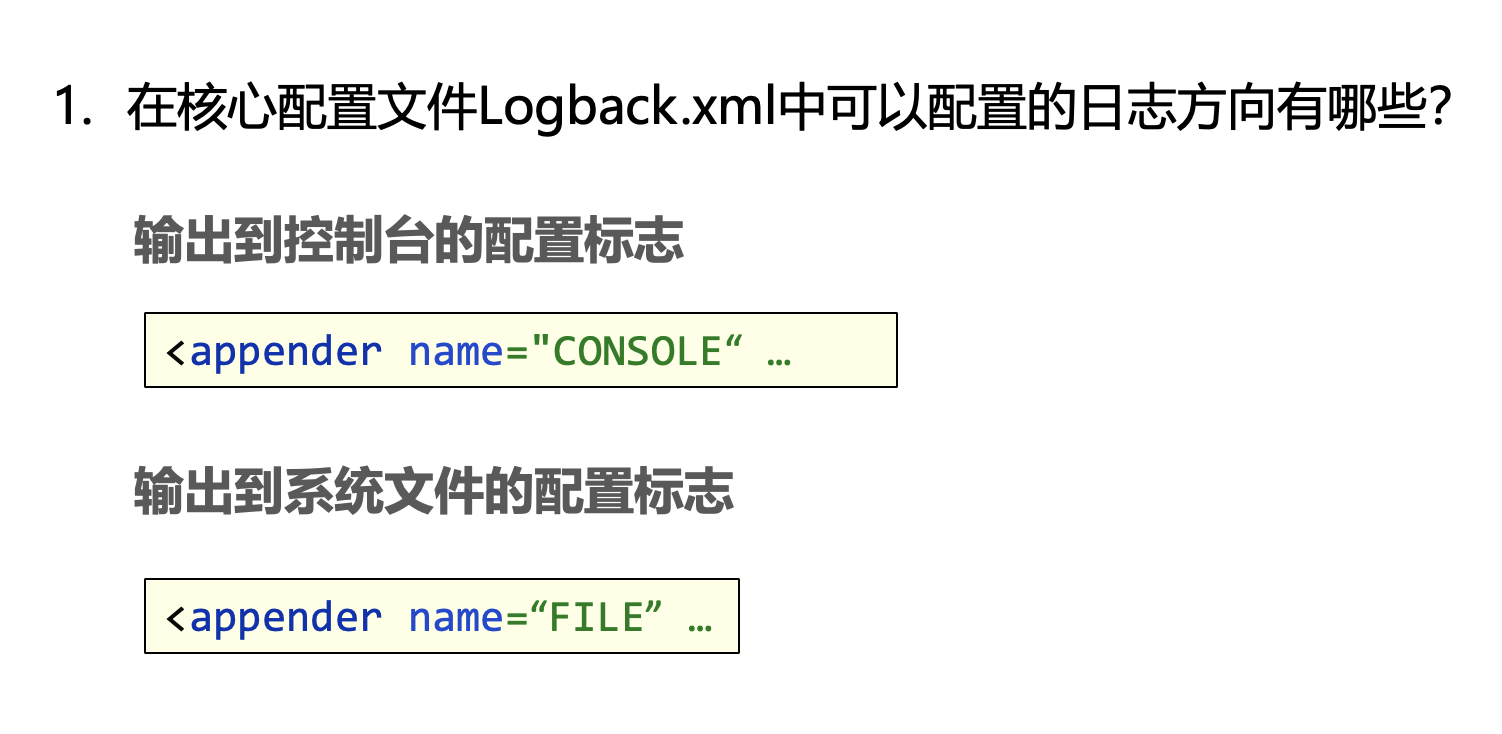 1. 在核心配置文件Logback.xml中可以配置的日志方向有哪些?
输出到控制台的配置标志
<appender name="CONSOLE“ …
输出到系统文件的配置标志
<appender name=“FILE” …